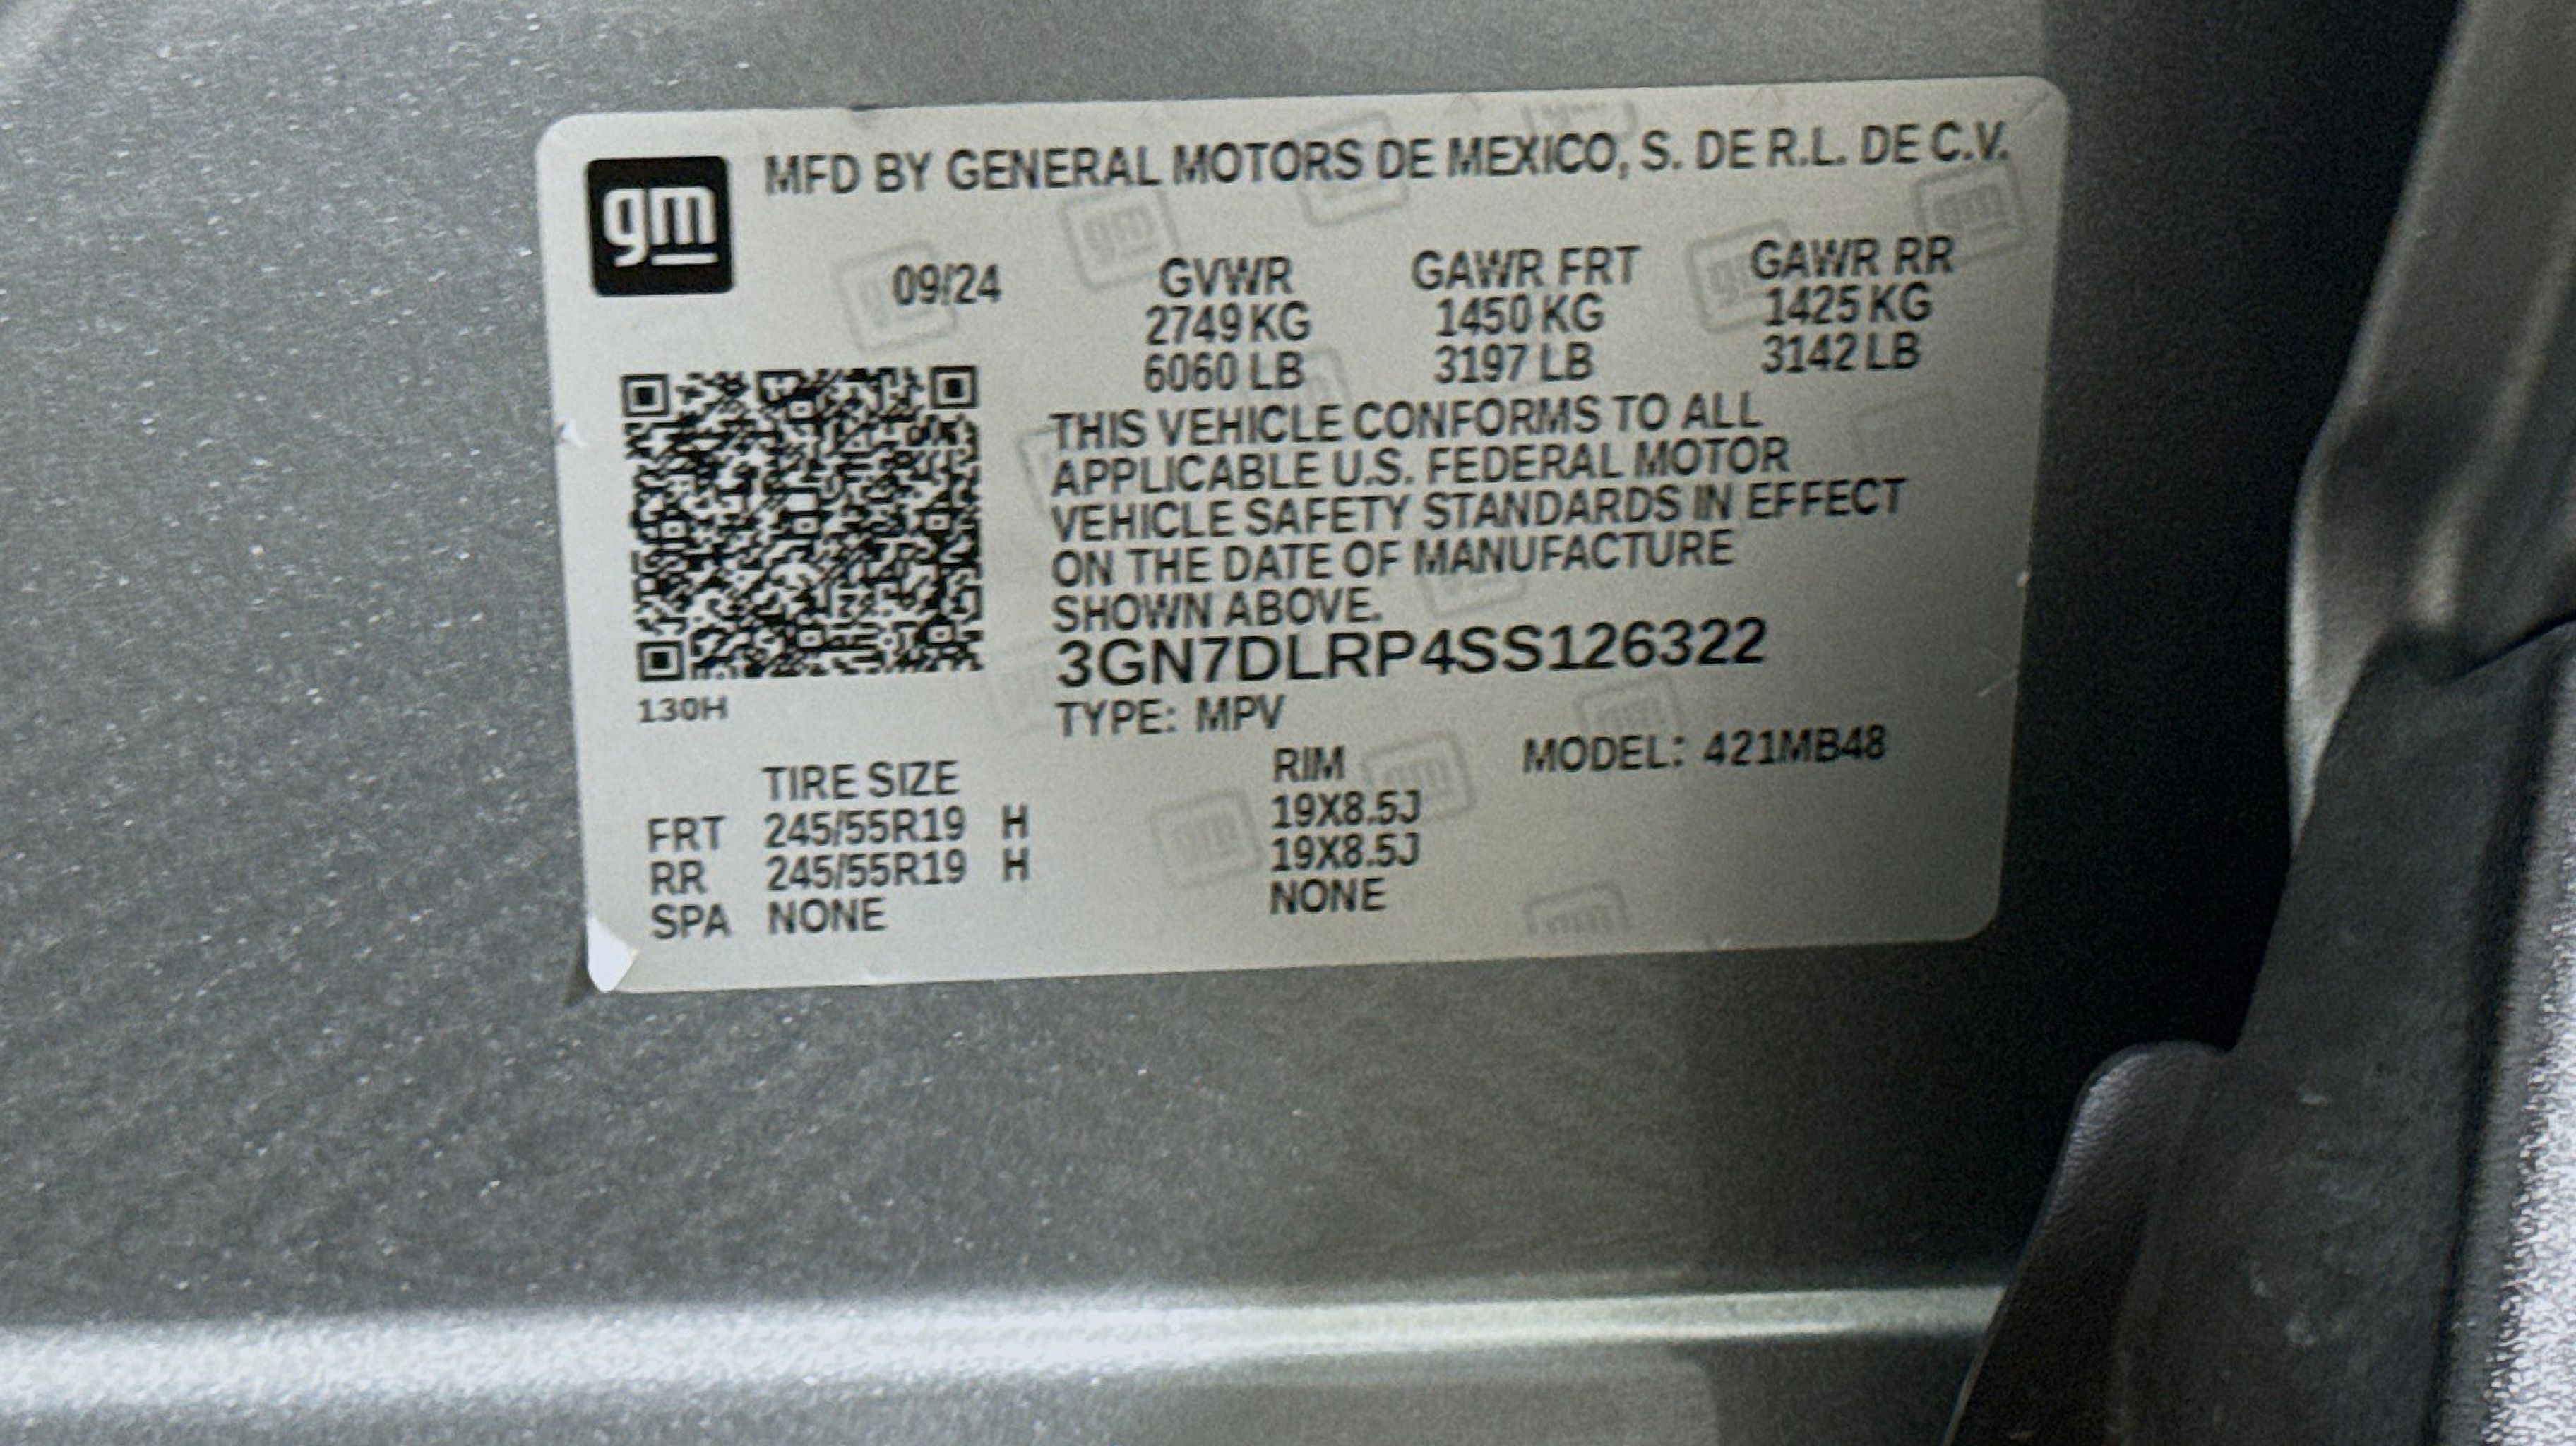 gm
MFD BY GENERAL MOTORS DE MEXICO, S. DE R.L. DE C.V.
09/24 GVWR GAWR FRT GAWR RR
2749 KG 1450 KG 1425 KG
6060 LB 3197 LB 3142 LB
THIS VEHICLE CONFORMS TO ALL
APPLICABLE U.S. FEDERAL MOTOR
VEHICLE SAFETY STANDARDS IN EFFECT
ON THE DATE OF MANUFACTURE
SHOWN ABOVE.
3GN7DLRP4SS126322
130H
TYPE: MPV
MODEL: 421MB48
TIRE SIZE RIM
FRT 245/55R19 H 19X8.5J
RR 245/55R19 H 19X8.5J
SPA NONE NONE